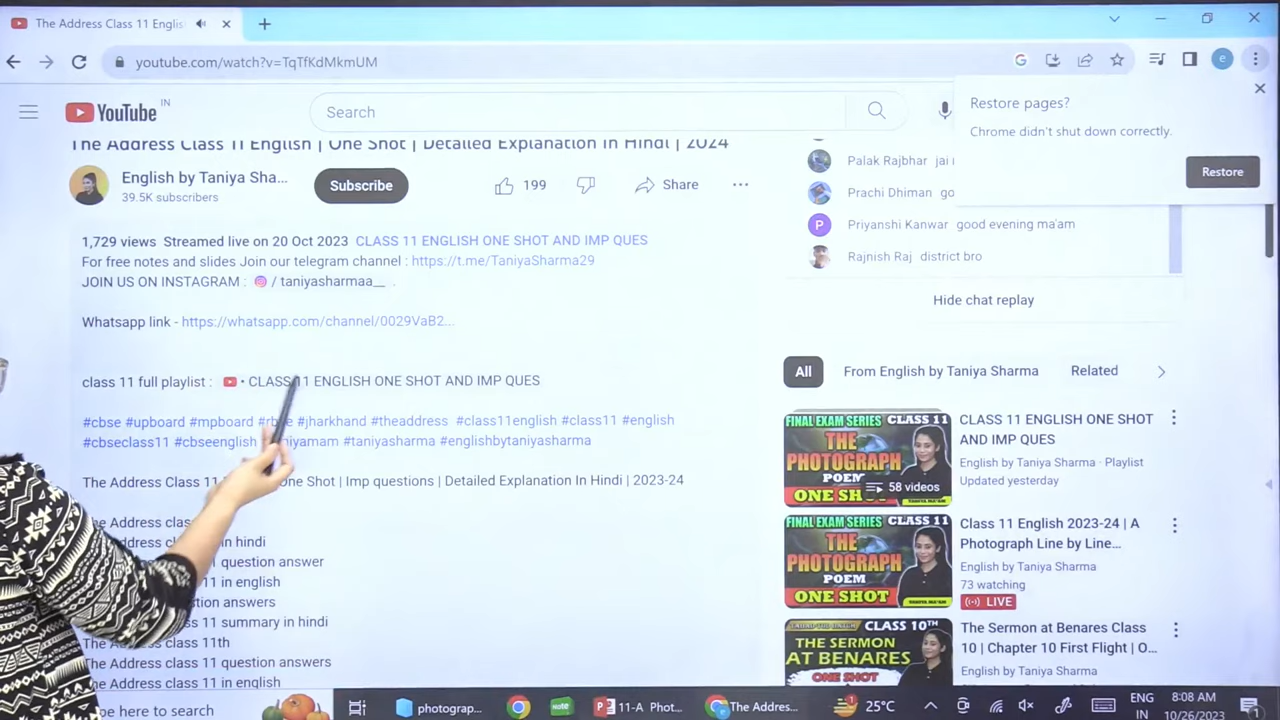 The Address Class 11 Englis
youtube.com/watch?v=TqTfKdMkmUM
YouTube IN
Search
Restore pages?
Chrome didn't shut down correctly.
Restore
The Address Class 11 English | One Shot | Detailed Explanation In Hindi | 2024
English by Taniya Sha...
39.5K subscribers
Subscribe
199
Share
1,729 views Streamed live on 20 Oct 2023 CLASS 11 ENGLISH ONE SHOT AND IMP QUES
For free notes and slides Join our telegram channel : https://t.me/TaniyaSharma29
JOIN US ON INSTAGRAM : / taniyasharmaa__ .
Whatsapp link - https://whatsapp.com/channel/0029VaB2...
class 11 full playlist : • CLASS 11 ENGLISH ONE SHOT AND IMP QUES
#cbse #upboard #mpboard #jharkhand #theaddress #class11english #class11 #english
#cbseclass11 #cbseenglish #taniyasharma #englishbytaniyasharma
The Address Class 11 One Shot | Imp questions | Detailed Explanation In Hindi | 2023-24
Address
Address in hindi
question answer
11 in english
answers
11 summary in hindi
The Address class 11th
The Address class 11 question answers
The Address class 11 in english
Palak Rajbhar jai
Prachi Dhiman
P Priyanshi Kanwar good evening ma'am
Rajnish Raj district bro
Hide chat replay
All From English by Taniya Sharma Related
FINAL EXAM SERIES CLASS 11
THE
PHOTOGRAPH
POEM
58 videos
CLASS 11 ENGLISH ONE SHOT
AND IMP QUES
English by Taniya Sharma · Playlist
Updated yesterday
FINAL EXAM SERIES CLASS 11
THE
PHOTOGRAPH
POEM
ONE SHOT
TANIYA MA'AM
Class 11 English 2023-24 | A
Photograph Line by Line...
English by Taniya Sharma
73 watching
LIVE
CLASS 10TH
THE SERMON
AT BENARES
ONE SHOT
The Sermon at Benares Class
10 | Chapter 10 First Flight | O...
English by Taniya Sharma
here to search
photograp...
note
11-A Phot...
The Addres...
25°C
ENG
IN
8:08 AM
10/26/2023
1